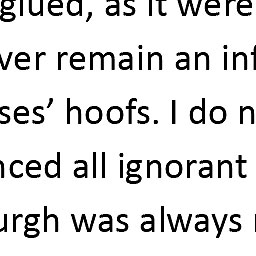 glued, as it were
ver remain an inf
ses’ hoofs. I do n
nced all ignorant
urgh was always